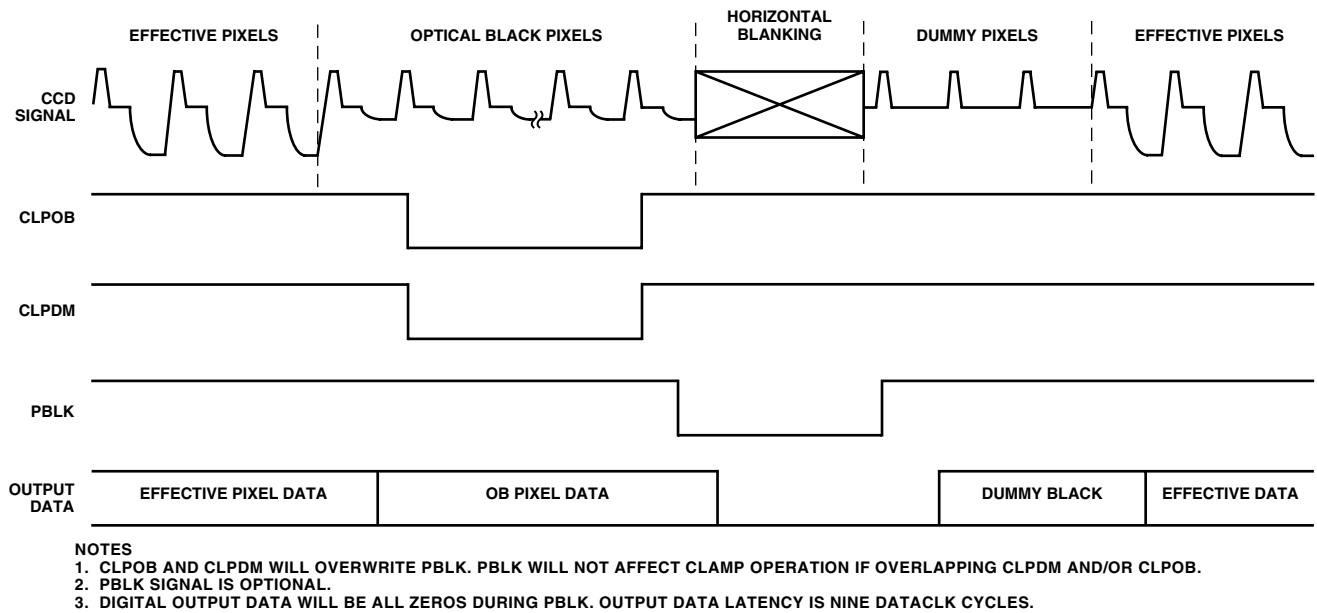 HORIZONTAL
BLANKING
EFFECTIVE PIXELS
OPTICAL BLACK PIXELS
DUMMY PIXELS
EFFECTIVE PIXELS
CCD
SIGNAL
CLPOB
CLPDM
PBLK
OUTPUT
DATA
EFFECTIVE PIXEL DATA
OB PIXEL DATA
DUMMY BLACK
EFFECTIVE DATA
NOTES
1. CLPOB AND CLPDM WILL OVERWRITE PBLK. PBLK WILL NOT AFFECT CLAMP OPERATION IF OVERLAPPING CLPDM AND/OR CLPOB.
2. PBLK SIGNAL IS OPTIONAL.
3. DIGITAL OUTPUT DATA WILL BE ALL ZEROS DURING PBLK. OUTPUT DATA LATENCY IS NINE DATACLK CYCLES.